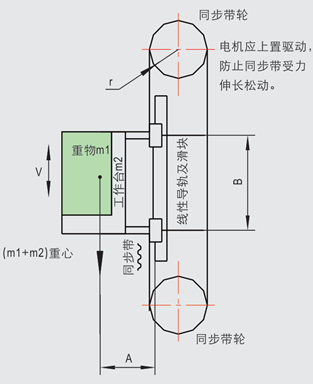 同步带轮
电机应上置驱动，
防止同步带受力
伸长松动。
r
重物m1
工作台m2
V
线性导轨及滑块
B
(m1+m2)重心
同步带
A
同步带轮